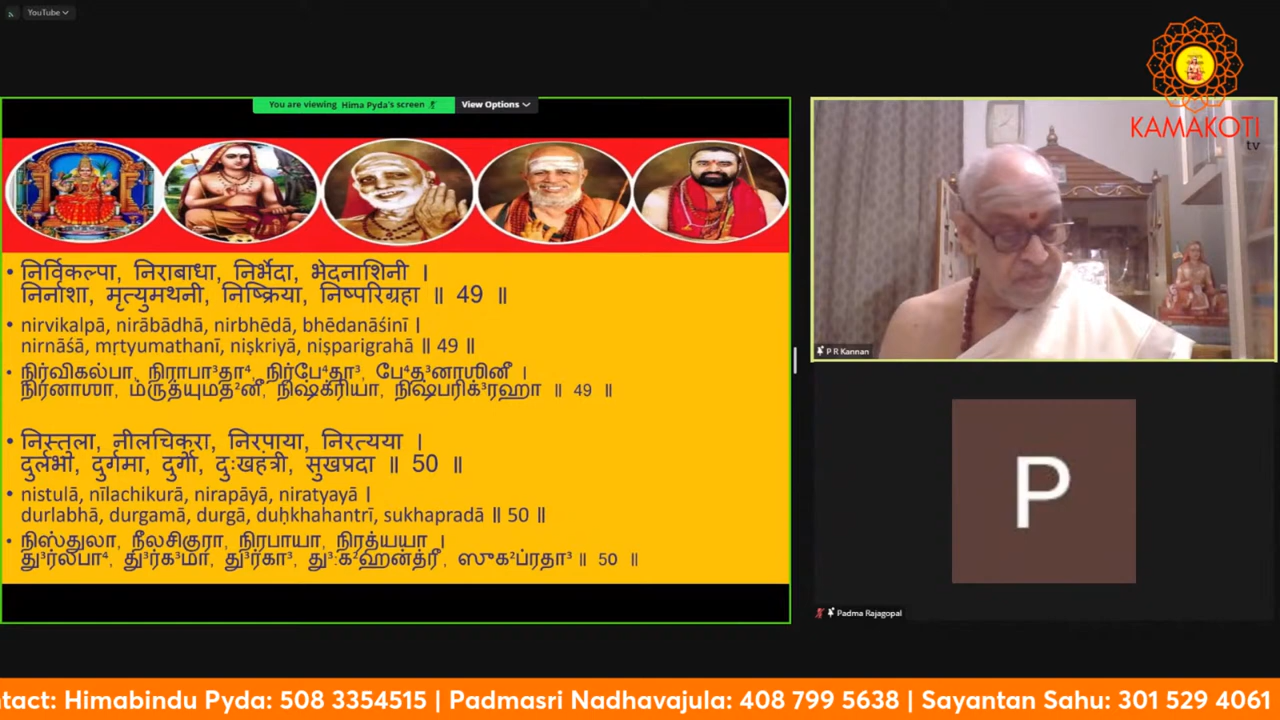 YouTube
You are viewing Hima Pyda's screen
View Options
KAMAKOTI
tv
• निर्विकल्पा, निराबाधा, निर्भेदा, भेदनाशिनी ।
निर्नाशा, मृत्युमथनी, निष्क्रिया, निष्परिग्रहा ॥ 49 ॥
• nirvikalpā, nirābādhā, nirbhēdā, bhēdanāśinī |
nirnāśā, mṛtyumathanī, niṣkriyā, niṣparigrahā ॥ 49 ॥
• நிர்விகல்பா, நிராபா³தா⁴, நிர்பே⁴தா³, பே⁴த³னாஶினீ ।
நிர்னாஶா, ம்ருத்யுமத²னீ, நிஷ்க்ரியா, நிஷ்பரிக்³ரஹா ॥ 49 ॥
• निस्तुला, नीलचिकुरा, निरपाया, निरत्यया ।
दुर्लभा, दुर्गमा, दुर्गा, दुःखहंत्री, सुखप्रदा ॥ 50 ॥
• nistulā, nīlachikurā, nirapāyā, niratyayā |
durlabhā, durgamā, durgā, duḥkhahantrī, sukhapradā ॥ 50 ॥
• நிஸ்துலா, நீலசிகுரா, நிரபாயா, நிரத்யயா ।
து³ர்லபா⁴, து³ர்க³மா, து³ர்கா³, து³:க²ஹன்த்ரீ, ஸுக²ப்ரதா³ ॥ 50 ॥
P R Kannan
P
Padma Rajagopal
ntact: Himabindu Pyda: 508 3354515 | Padmasri Nadhavajula: 408 799 5638 | Sayantan Sahu: 301 529 4061